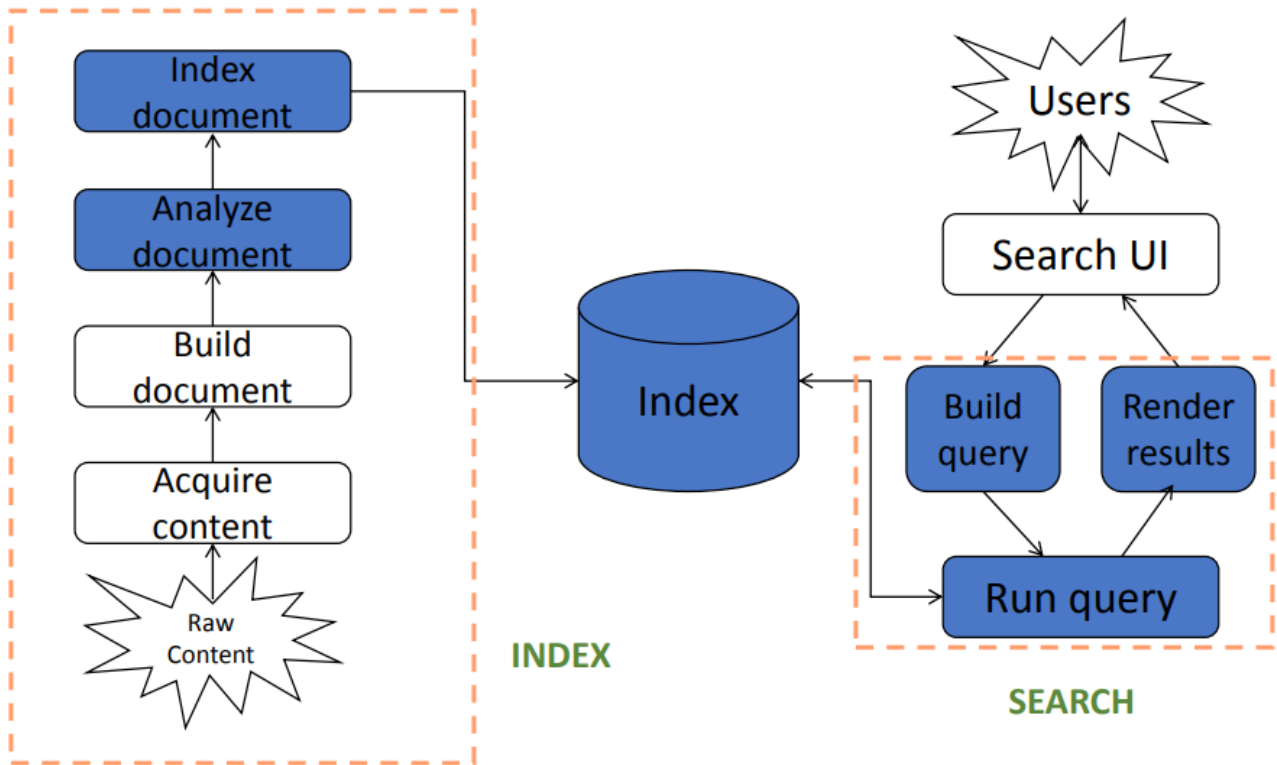 Index
document
Analyze
document
Build
document
Acquire
content
Raw
Content
INDEX
Index
Users
Search UI
Build
query
Render
results
Run query
SEARCH